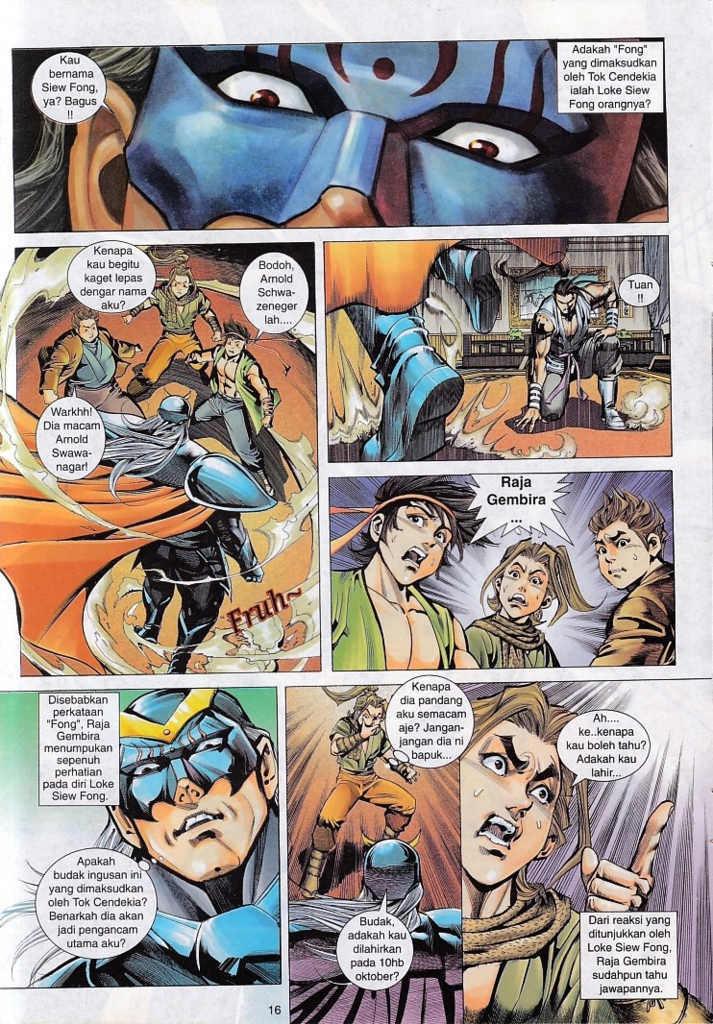 Kau
bernama
Siew Fong,
ya? Bagus
!!
Adakah "Fong"
yang dimaksudkan
oleh Tok Cendekia
ialah Loke Siew
Fong orangnya?
Kenapa
kau begitu
kaget lepas
dengar nama
aku?
Bodoh,
Arnold
Schwa-
zeneger
lah....
Warkhh!
Dia macam
Arnold
Swawa-
nagar!
Fruh~
Tuan
!!
Raja
Gembira
...
Disebabkan
perkataan
"Fong", Raja
Gembira
menumpukan
sepenuh
perhatian
pada diri Loke
Siew Fong.
Apakah
budak ingusan ini
yang dimaksudkan
oleh Tok Cendekia?
Benarkah dia akan
jadi pengancam
utama aku?
Kenapa
dia pandang
aku semacam
aje? Jangan-
jangan dia ni
bapuk...
Budak,
adakah kau
dilahirkan
pada 10hb
oktober?
Ah....
ke..kenapa
kau boleh tahu?
Adakah kau
lahir...
Dari reaksi yang
ditunjukkan oleh
Loke Siew Fong,
Raja Gembira
sudahpun tahu
jawapannya.
16